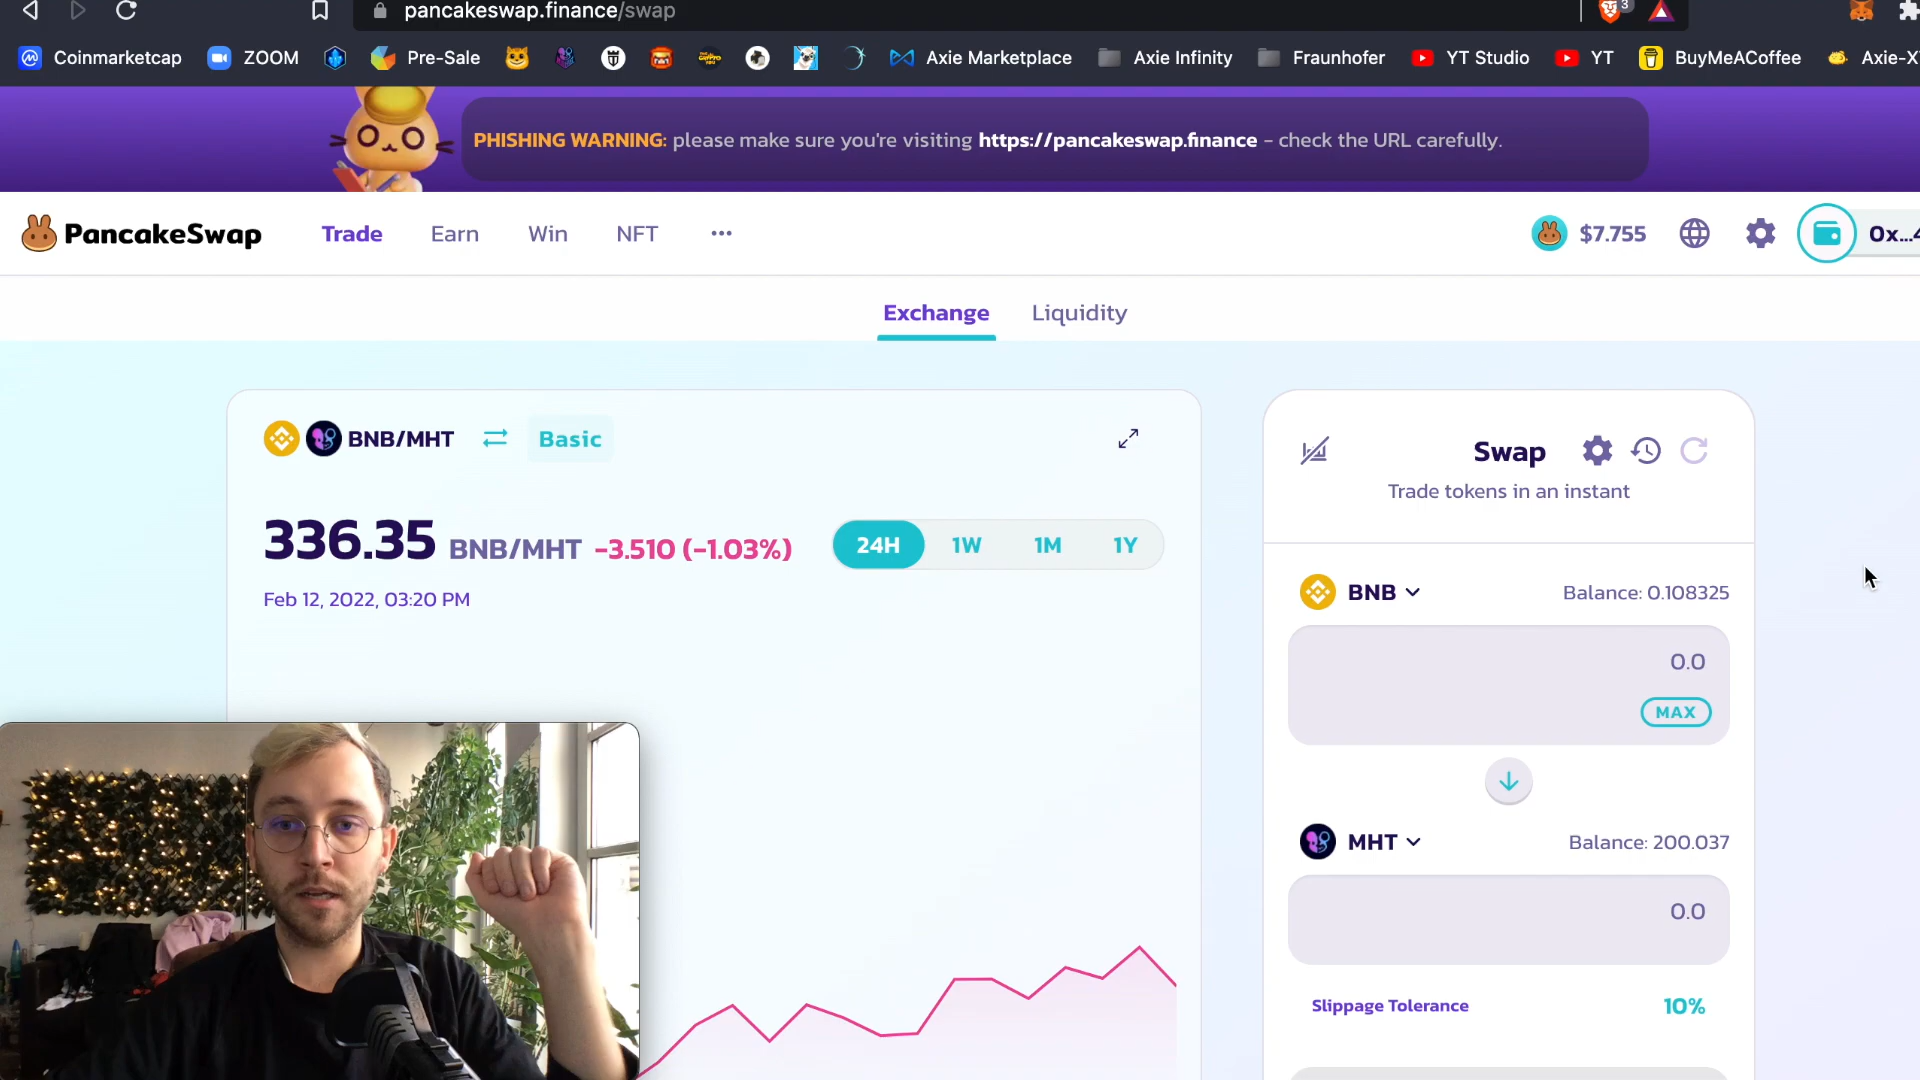 pancakeswap.finance/swap
3
Coinmarketcap
ZOOM
Pre-Sale
Axie Marketplace
Axie Infinity
Fraunhofer
YT Studio
YT
BuyMeACoffee
Axie-X
PHISHING WARNING: please make sure you're visiting https://pancakeswap.finance - check the URL carefully.
PancakeSwap
Trade
Earn
Win
NFT
$7.755
0x...4
Exchange
Liquidity
BNB/MHT
Basic
336.35 BNB/MHT -3.510 (-1.03%)
24H
1W
1M
1Y
Feb 12, 2022, 03:20 PM
Swap
Trade tokens in an instant
BNB
Balance: 0.108325
0.0
MAX
MHT
Balance: 200.037
0.0
Slippage Tolerance
10%